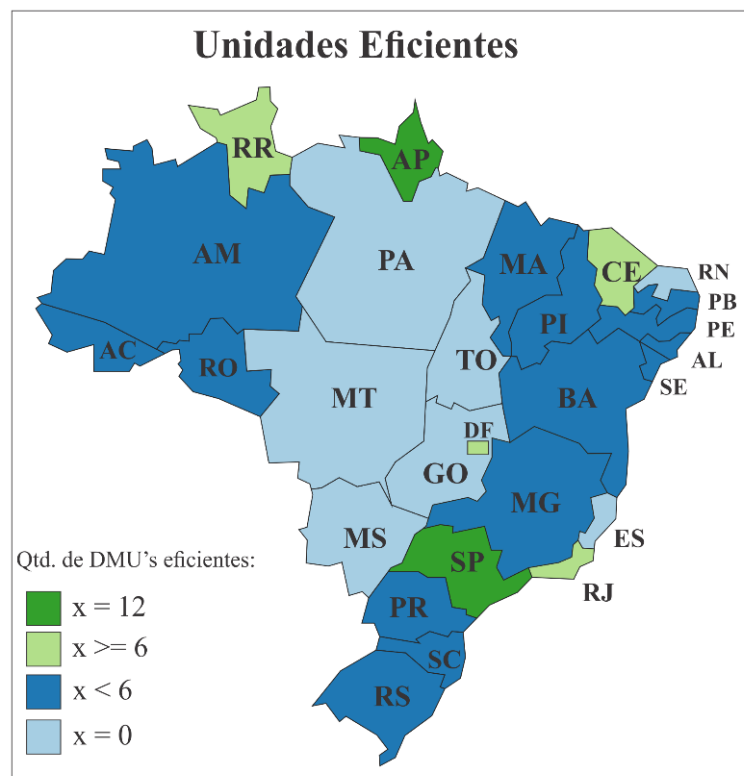 Unidades Eficientes
RR
AP
AM
PA
MA
CE
RN
PB
PI
PE
AC
RO
TO
AL
SE
MT
BA
DF
GO
MG
MS
ES
SP
RJ
PR
SC
RS
Qtd. de DMU's eficientes:
x = 12
x >= 6
x < 6
x = 0